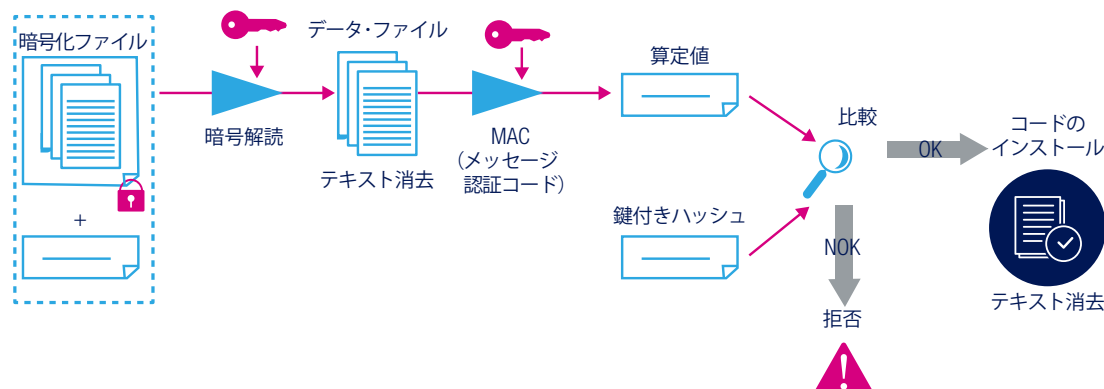 暗号化ファイル
+
暗号解読
データ・ファイル
テキスト消去
MAC
(メッセージ
認証コード)
算定値
鍵付きハッシュ
比較
OK
NOK
拒否
コードの
インストール
テキスト消去